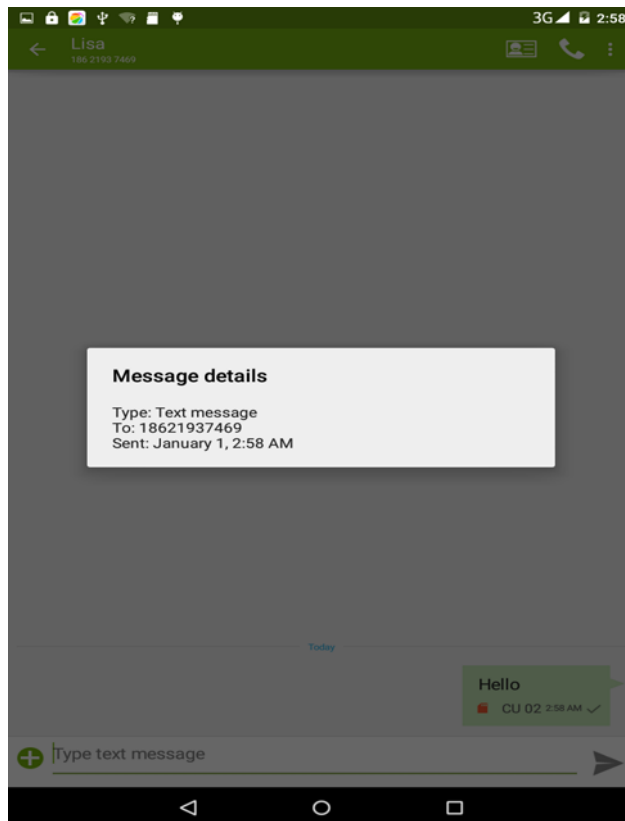 3G 2:58
Lisa
186 2193 7469
Message details
Type: Text message
To: 18621937469
Sent: January 1, 2:58 AM
Today
Hello
CU 02 2:58 AM
Type text message